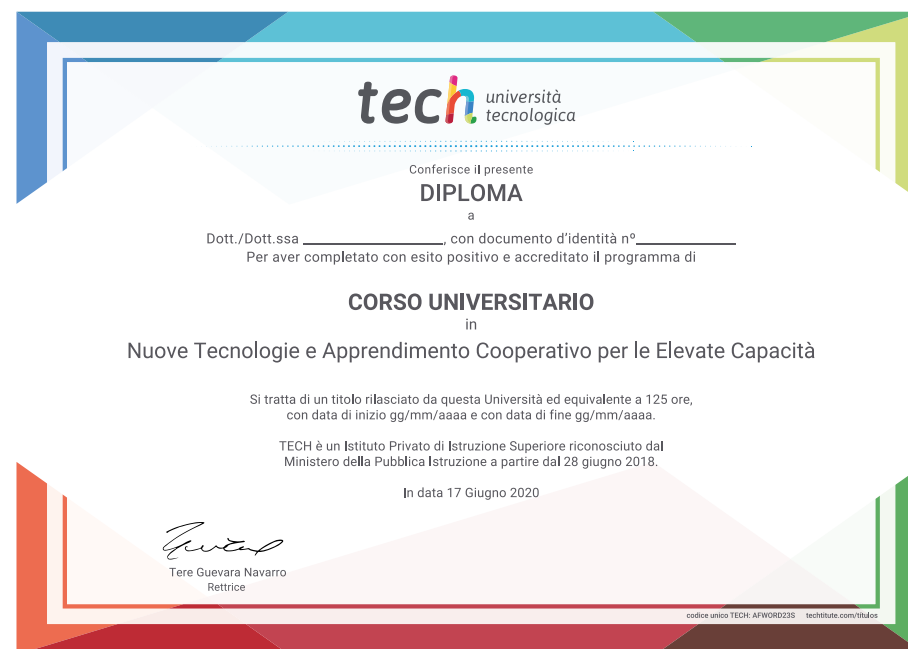 tech università
tecnologica
Conferisce il presente
DIPLOMA
a
Dott./Dott.ssa ____________________, con documento d'identità nº______________
Per aver completato con esito positivo e accreditato il programma di
CORSO UNIVERSITARIO
in
Nuove Tecnologie e Apprendimento Cooperativo per le Elevate Capacità
Si tratta di un titolo rilasciato da questa Università ed equivalente a 125 ore,
con data di inizio gg/mm/aaaa e con data di fine gg/mm/aaaa.
TECH è un Istituto Privato di Istruzione Superiore riconosciuto dal
Ministero della Pubblica Istruzione a partire dal 28 giugno 2018.
In data 17 Giugno 2020
Tere Guevara Navarro
Rettrice
codice unico TECH: AFWORD23S techtitute.com/titulos